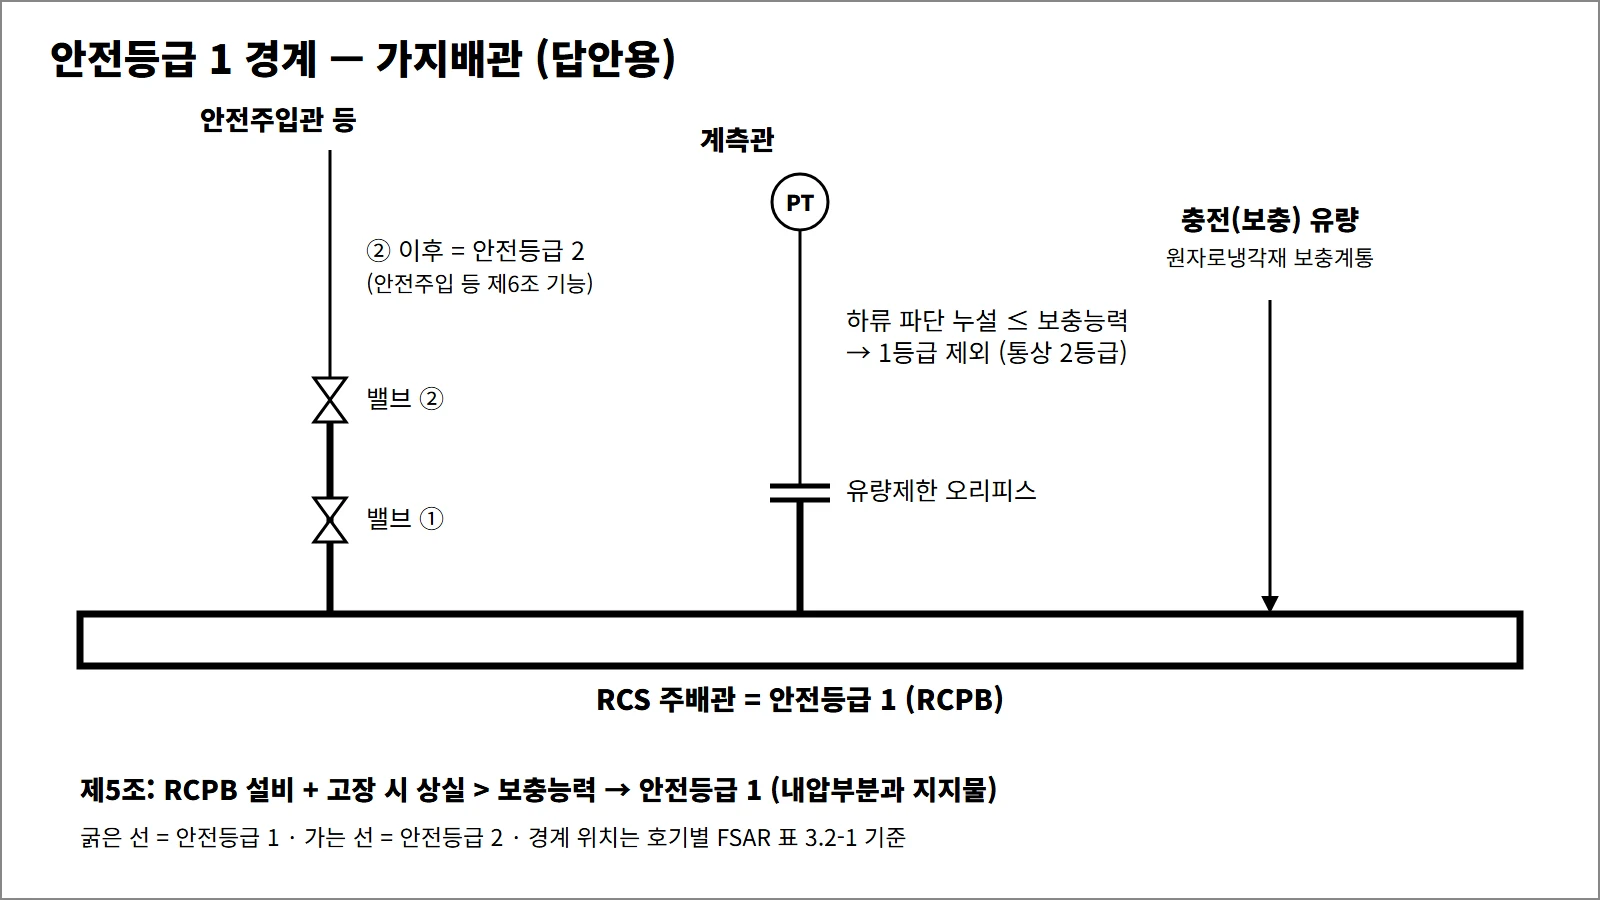 안전등급 1 경계 — 가지배관 (답안용)
안전주입관 등
계측관
PT
충전(보충) 유량
원자로냉각재 보충계통
② 이후 = 안전등급 2
(안전주입 등 제6조 기능)
하류 파단 누설 ≤ 보충능력
→ 1등급 제외 (통상 2등급)
밸브 ②
유량제한 오리피스
밸브 ①
RCS 주배관 = 안전등급 1 (RCPB)
제5조: RCPB 설비 + 고장 시 상실 > 보충능력 → 안전등급 1 (내압부분과 지지물)
굵은 선 = 안전등급 1 · 가는 선 = 안전등급 2 · 경계 위치는 호기별 FSAR 표 3.2-1 기준